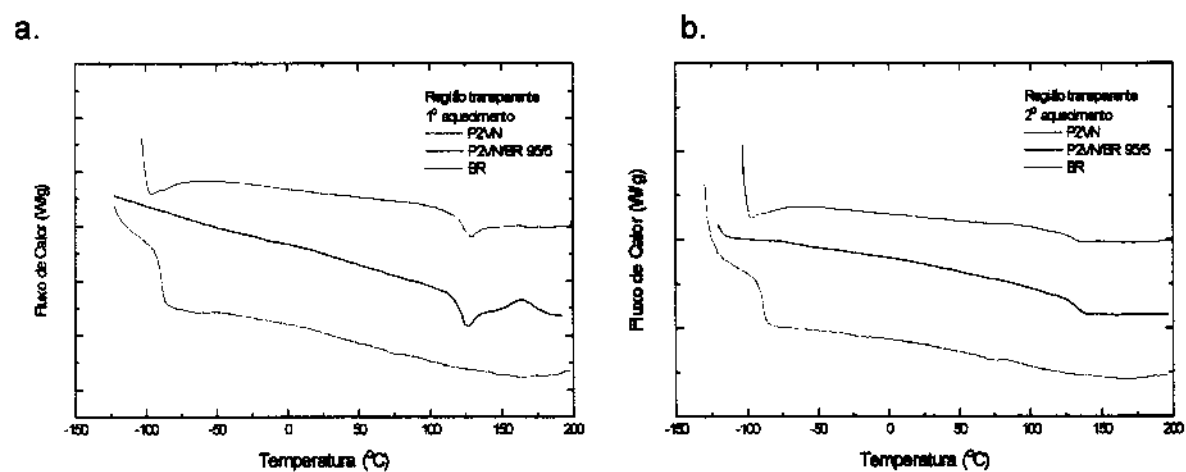 a.
Região transparente
1º aquecimento
P2VN
P2VN/BR 95/5
BR
Fluxo de Calor (W/g)
-150 -100 -50 0 50 100 150 200
Temperatura (ºC)
b.
Região transparente
2º aquecimento
P2VN
P2VN/BR 95/5
BR
Fluxo de Calor (W/g)
-150 -100 -50 0 50 100 150 200
Temperatura (ºC)